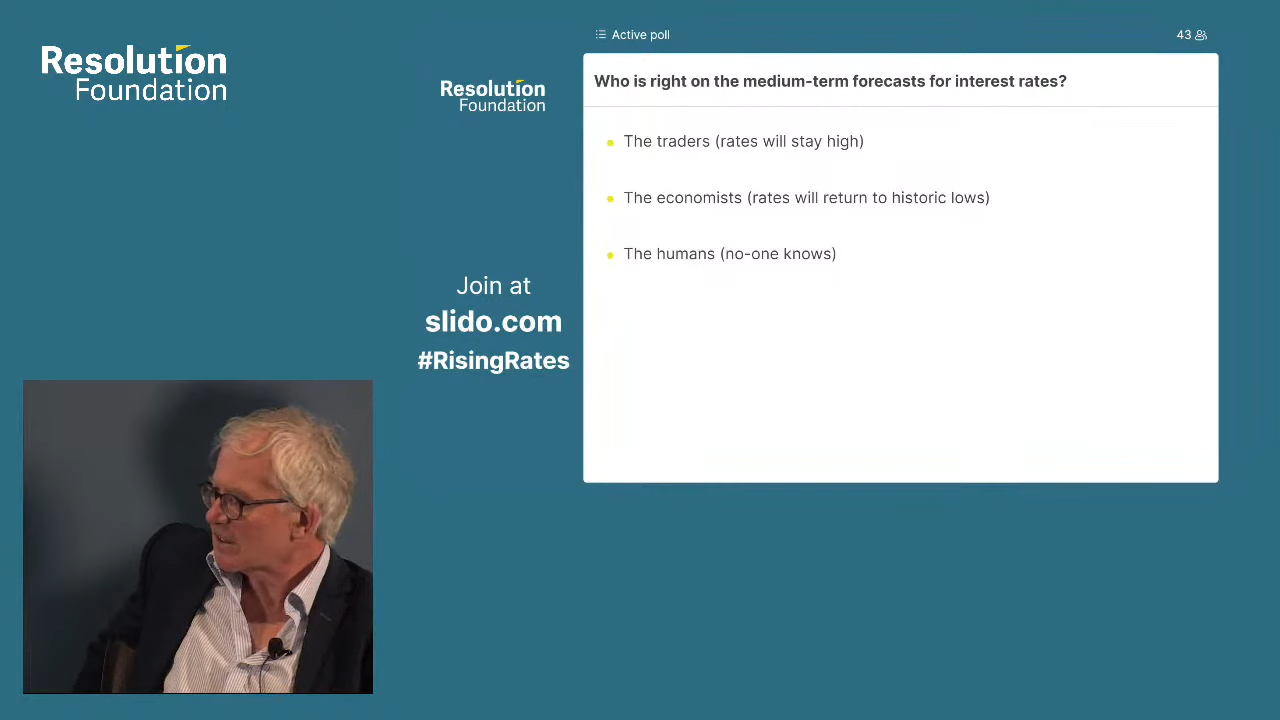 Resolution
Foundation
Active poll
43
Resolution
Foundation
Who is right on the medium-term forecasts for interest rates?
The traders (rates will stay high)
The economists (rates will return to historic lows)
The humans (no-one knows)
Join at
slido.com
#RisingRates